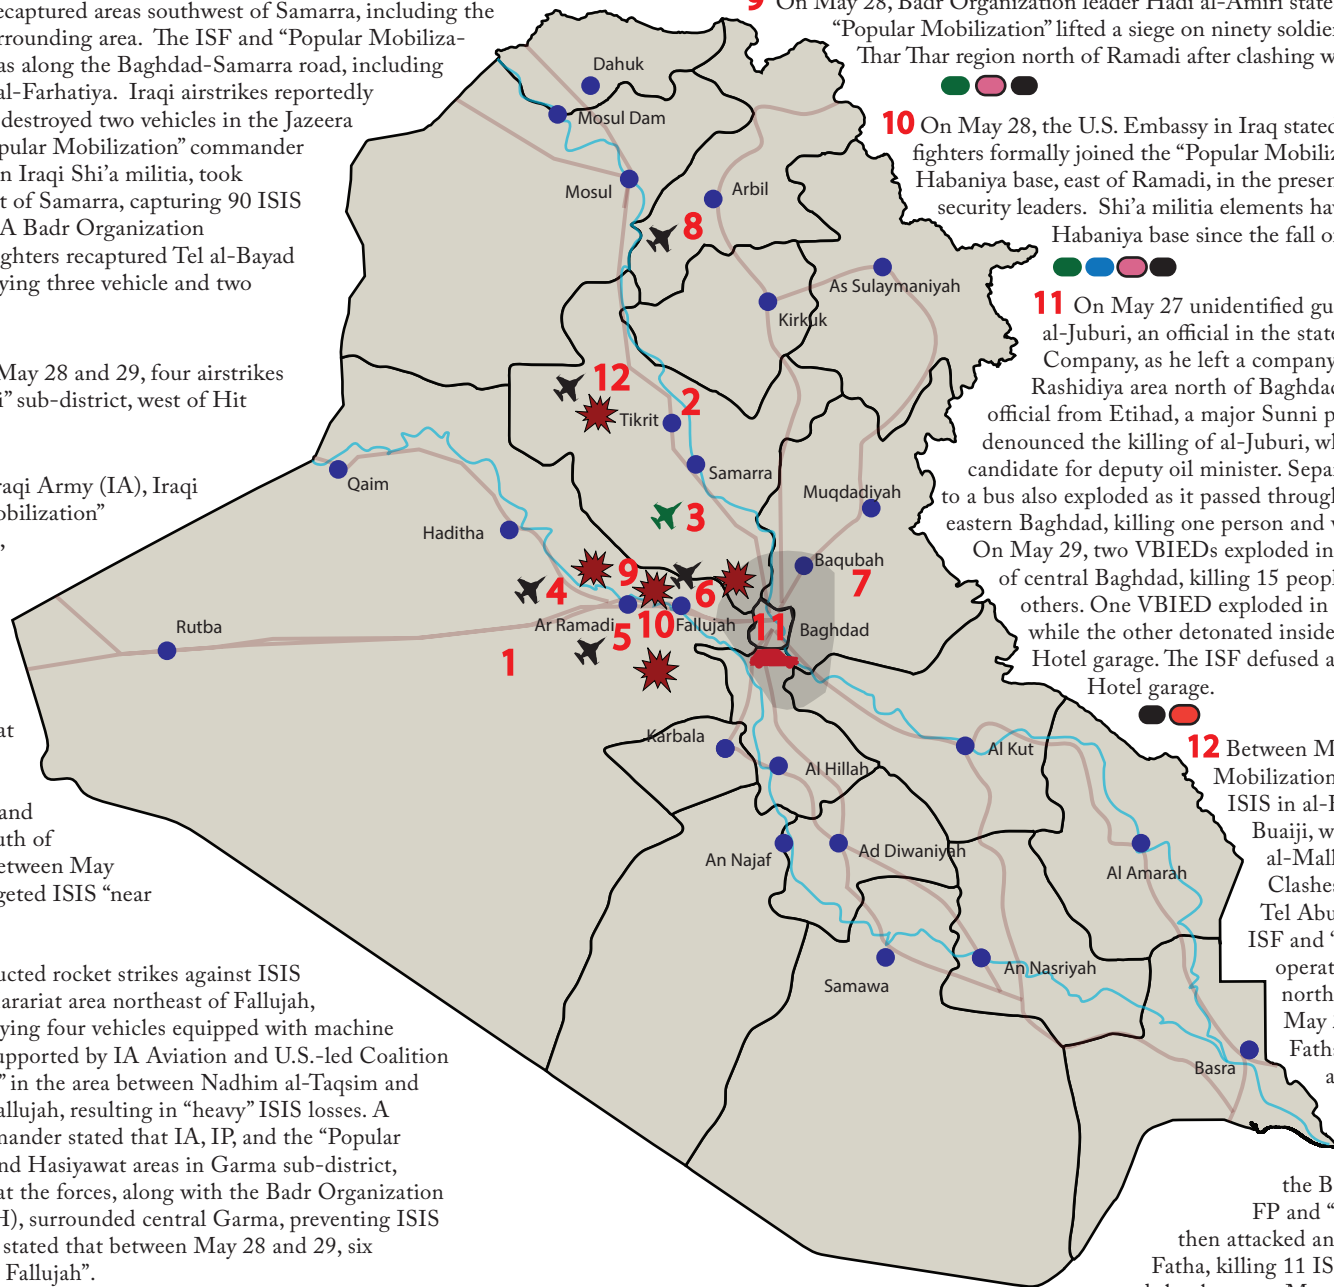 ecaptured areas southwest of Samarra, including the
rrounding area. The ISF and “Popular Mobiliza-
as along the Baghdad-Samarra road, including
al-Farhatiya. Iraqi airstrikes reportedly
destroyed two vehicles in the Jazeera
pular Mobilization” commander
n Iraqi Shi’a militia, took
t of Samarra, capturing 90 ISIS
A Badr Organization
ghters recaptured Tel al-Bayad
ying three vehicle and two
May 28 and 29, four airstrikes
i” sub-district, west of Hit
raqi Army (IA), Iraqi
obilization”
,
at
and
uth of
etween May
geted ISIS “near
ucted rocket strikes against ISIS
arariat area northeast of Fallujah,
ying four vehicles equipped with machine
upported by IA Aviation and U.S.-led Coalition
” in the area between Nadhim al-Taqsim and
allujah, resulting in “heavy” ISIS losses. A
mander stated that IA, IP, and the “Popular
nd Hasiyawat areas in Garma sub-district,
at the forces, along with the Badr Organization
H), surrounded central Garma, preventing ISIS
stated that between May 28 and 29, six
Fallujah”.
Dahuk
Mosul Dam
Mosul
Arbil
8
As Sulaymaniyah
Kirkuk
12
2
Tikrit
Samarra
Qaim
Muqdadiyah
3
Haditha
Baqubah
9
7
4
6
Ar Ramadi
10
Fallujah
11
Baghdad
5
Rutba
1
Karbala
Al Kut
Al Hillah
An Najaf
Ad Diwaniyah
Al Amarah
An Nasriyah
Samawa
Basra
9 On May 28, Badr Organization leader Hadi al-Amiri state
“Popular Mobilization” lifted a siege on ninety soldier
Thar Thar region north of Ramadi after clashing w
10 On May 28, the U.S. Embassy in Iraq stated
fighters formally joined the “Popular Mobiliz
Habaniya base, east of Ramadi, in the presen
security leaders. Shi’a militia elements ha
Habaniya base since the fall o
11 On May 27 unidentified gu
al-Juburi, an official in the state
Company, as he left a company
Rashidiya area north of Baghdad
official from Etihad, a major Sunni p
denounced the killing of al-Juburi, wh
candidate for deputy oil minister. Separ
to a bus also exploded as it passed through
eastern Baghdad, killing one person and w
On May 29, two VBIEDs exploded in
of central Baghdad, killing 15 peopl
others. One VBIED exploded in
while the other detonated inside
Hotel garage. The ISF defused a
Hotel garage.
12 Between M
Mobilization
ISIS in al-F
Buaiji, w
al-Mall
Clashes
Tel Abu
ISF and “
operat
north
May
Fatha
a
the B
FP and “
then attacked an
Fatha, killing 11 IS